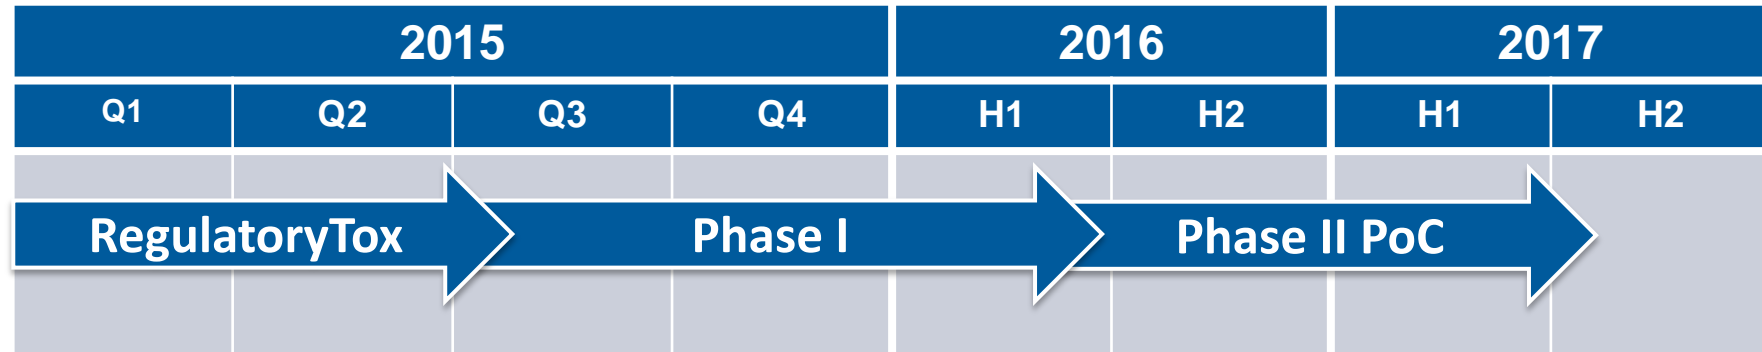 2015 2016 2017
Q1 Q2 Q3 Q4 H1 H2 H1 H2
RegulatoryTox Phase I Phase II PoC